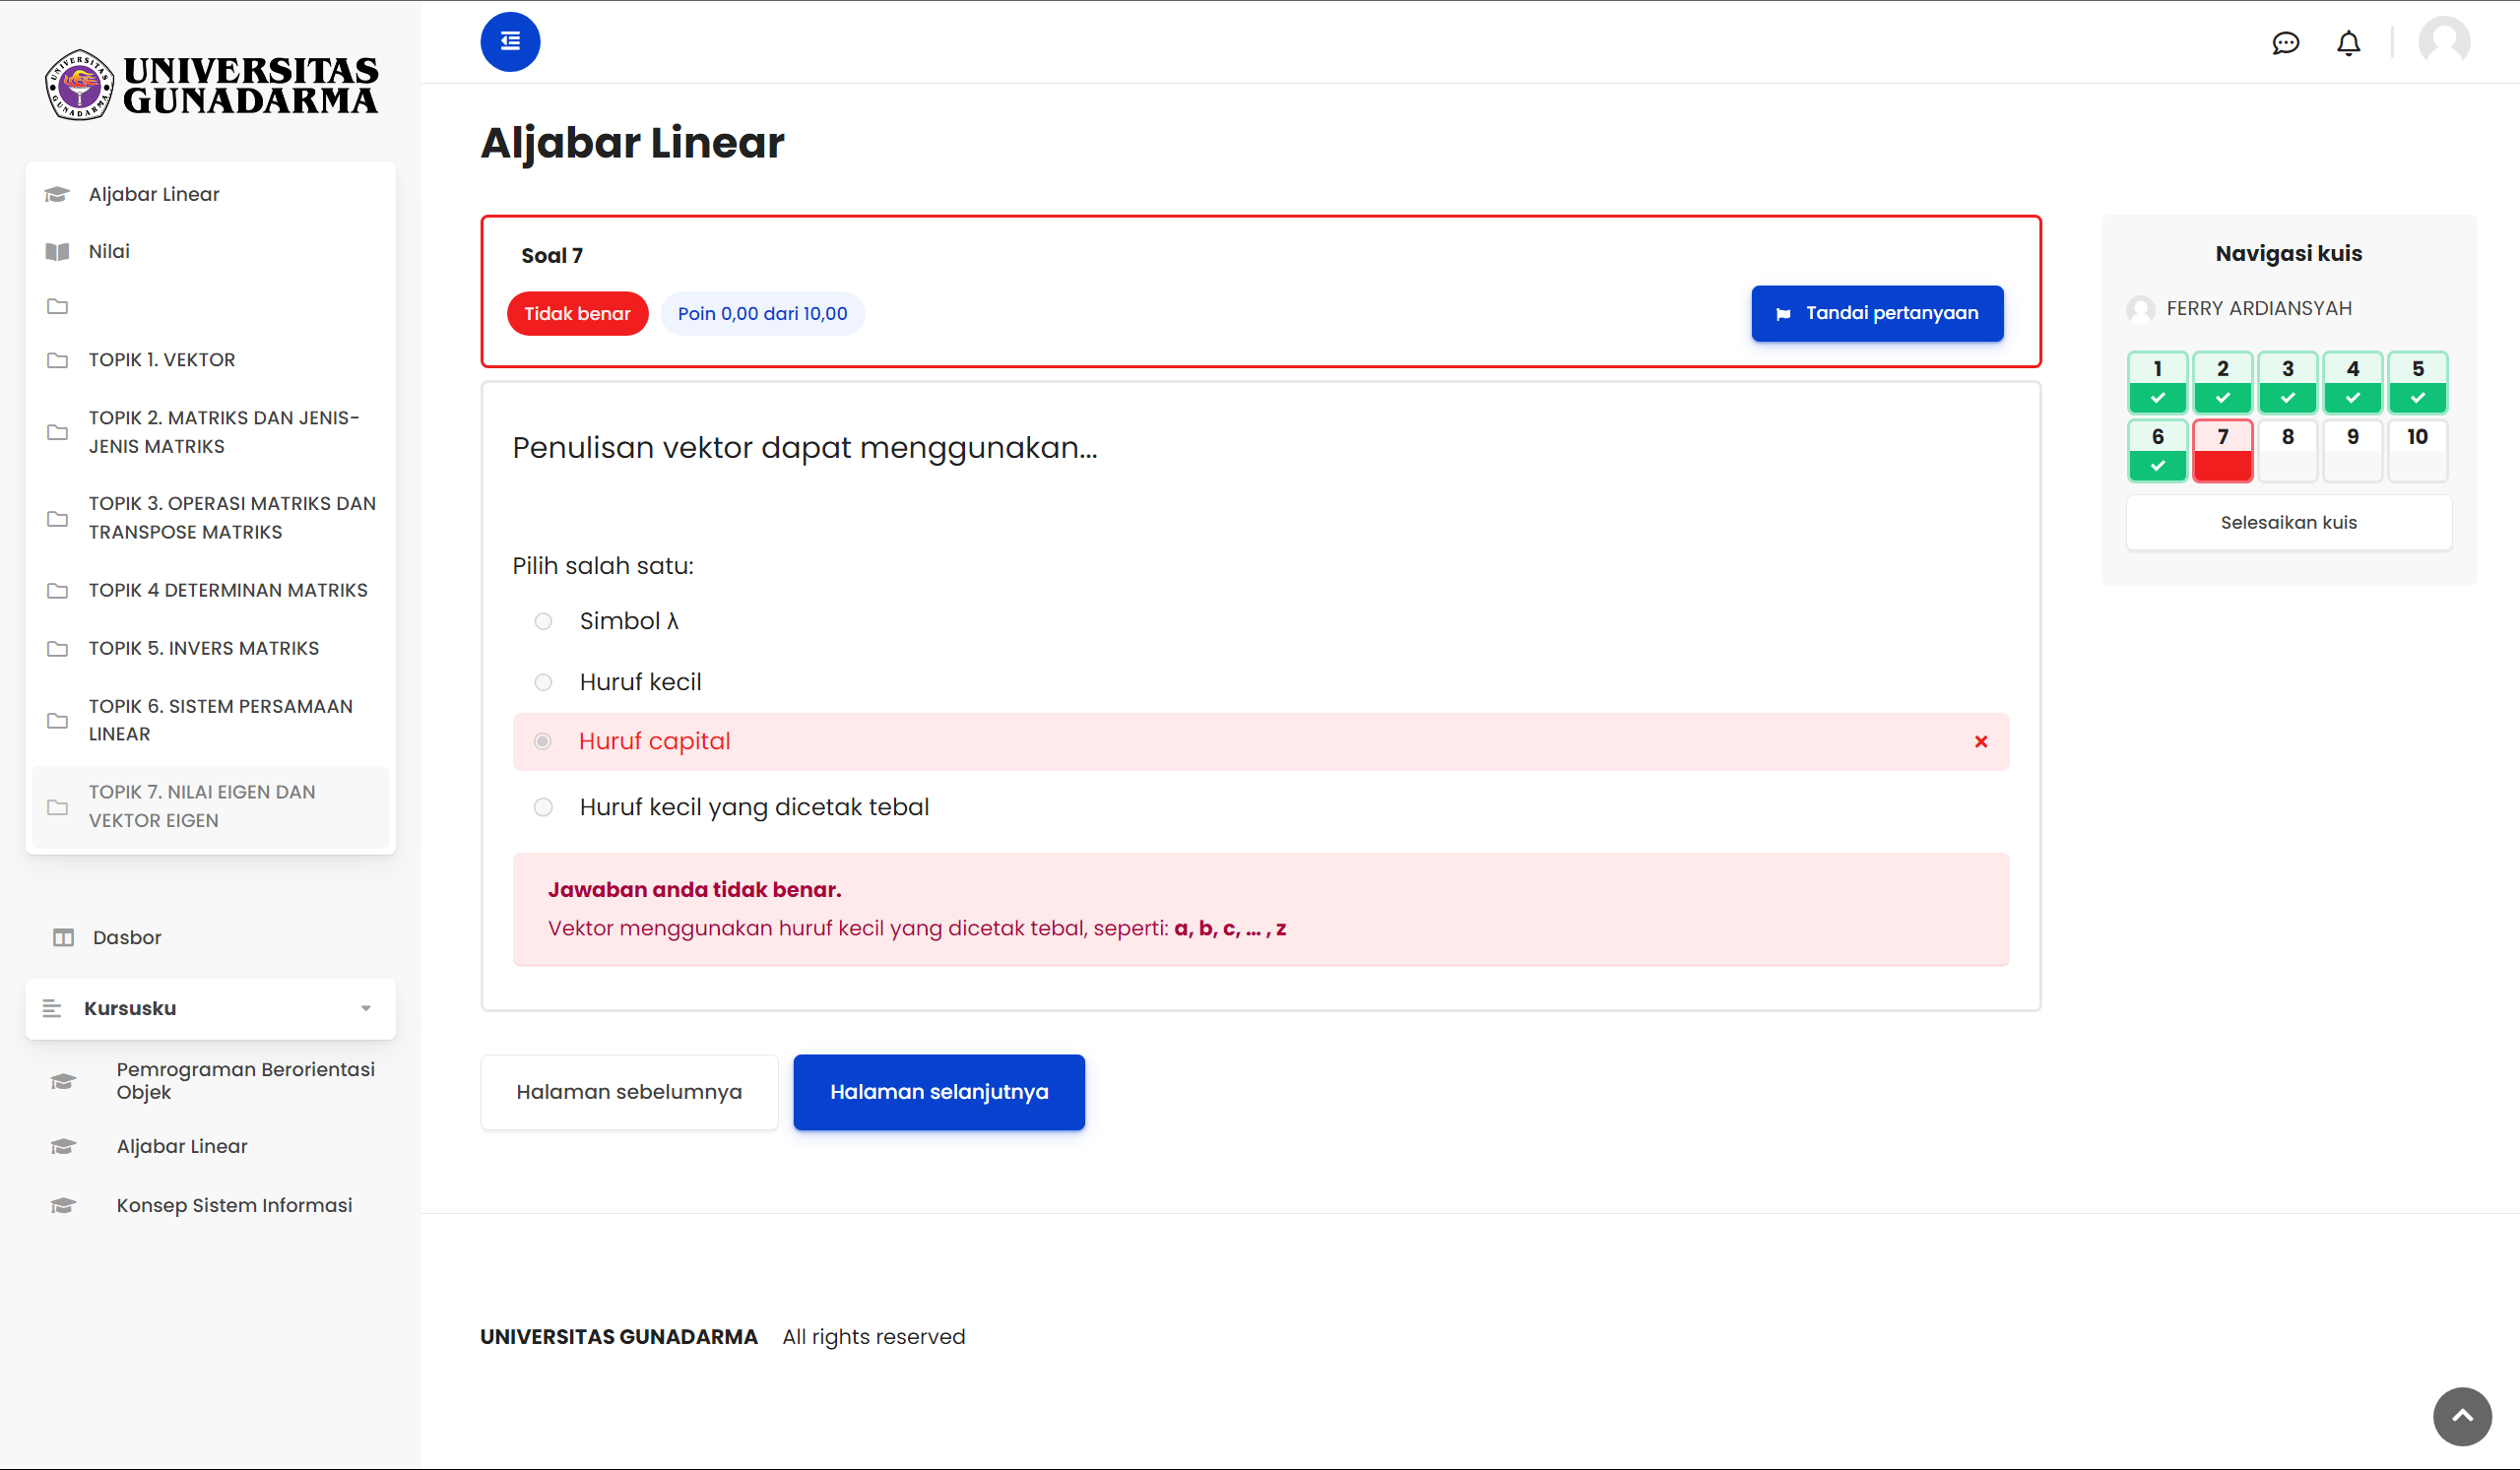 UNIVERSITAS
GUNADARMA
Aljabar Linear
Nilai
TOPIK 1. VEKTOR
TOPIK 2. MATRIKS DAN JENIS-
JENIS MATRIKS
TOPIK 3. OPERASI MATRIKS DAN
TRANSPOSE MATRIKS
TOPIK 4 DETERMINAN MATRIKS
TOPIK 5. INVERS MATRIKS
TOPIK 6. SISTEM PERSAMAAN
LINEAR
TOPIK 7. NILAI EIGEN DAN
VEKTOR EIGEN
Dasbor
Kursusku
Pemrograman Berorientasi
Objek
Aljabar Linear
Konsep Sistem Informasi
Aljabar Linear
Soal 7
Tidak benar
Poin 0,00 dari 10,00
Tandai pertanyaan
Penulisan vektor dapat menggunakan...
Pilih salah satu:
Simbol λ
Huruf kecil
Huruf capital
Huruf kecil yang dicetak tebal
Jawaban anda tidak benar.
Vektor menggunakan huruf kecil yang dicetak tebal, seperti: a, b, c, ... , z
Halaman sebelumnya
Halaman selanjutnya
Navigasi kuis
FERRY ARDIANSYAH
1 2 3 4 5
6 7 8 9 10
Selesaikan kuis
UNIVERSITAS GUNADARMA All rights reserved